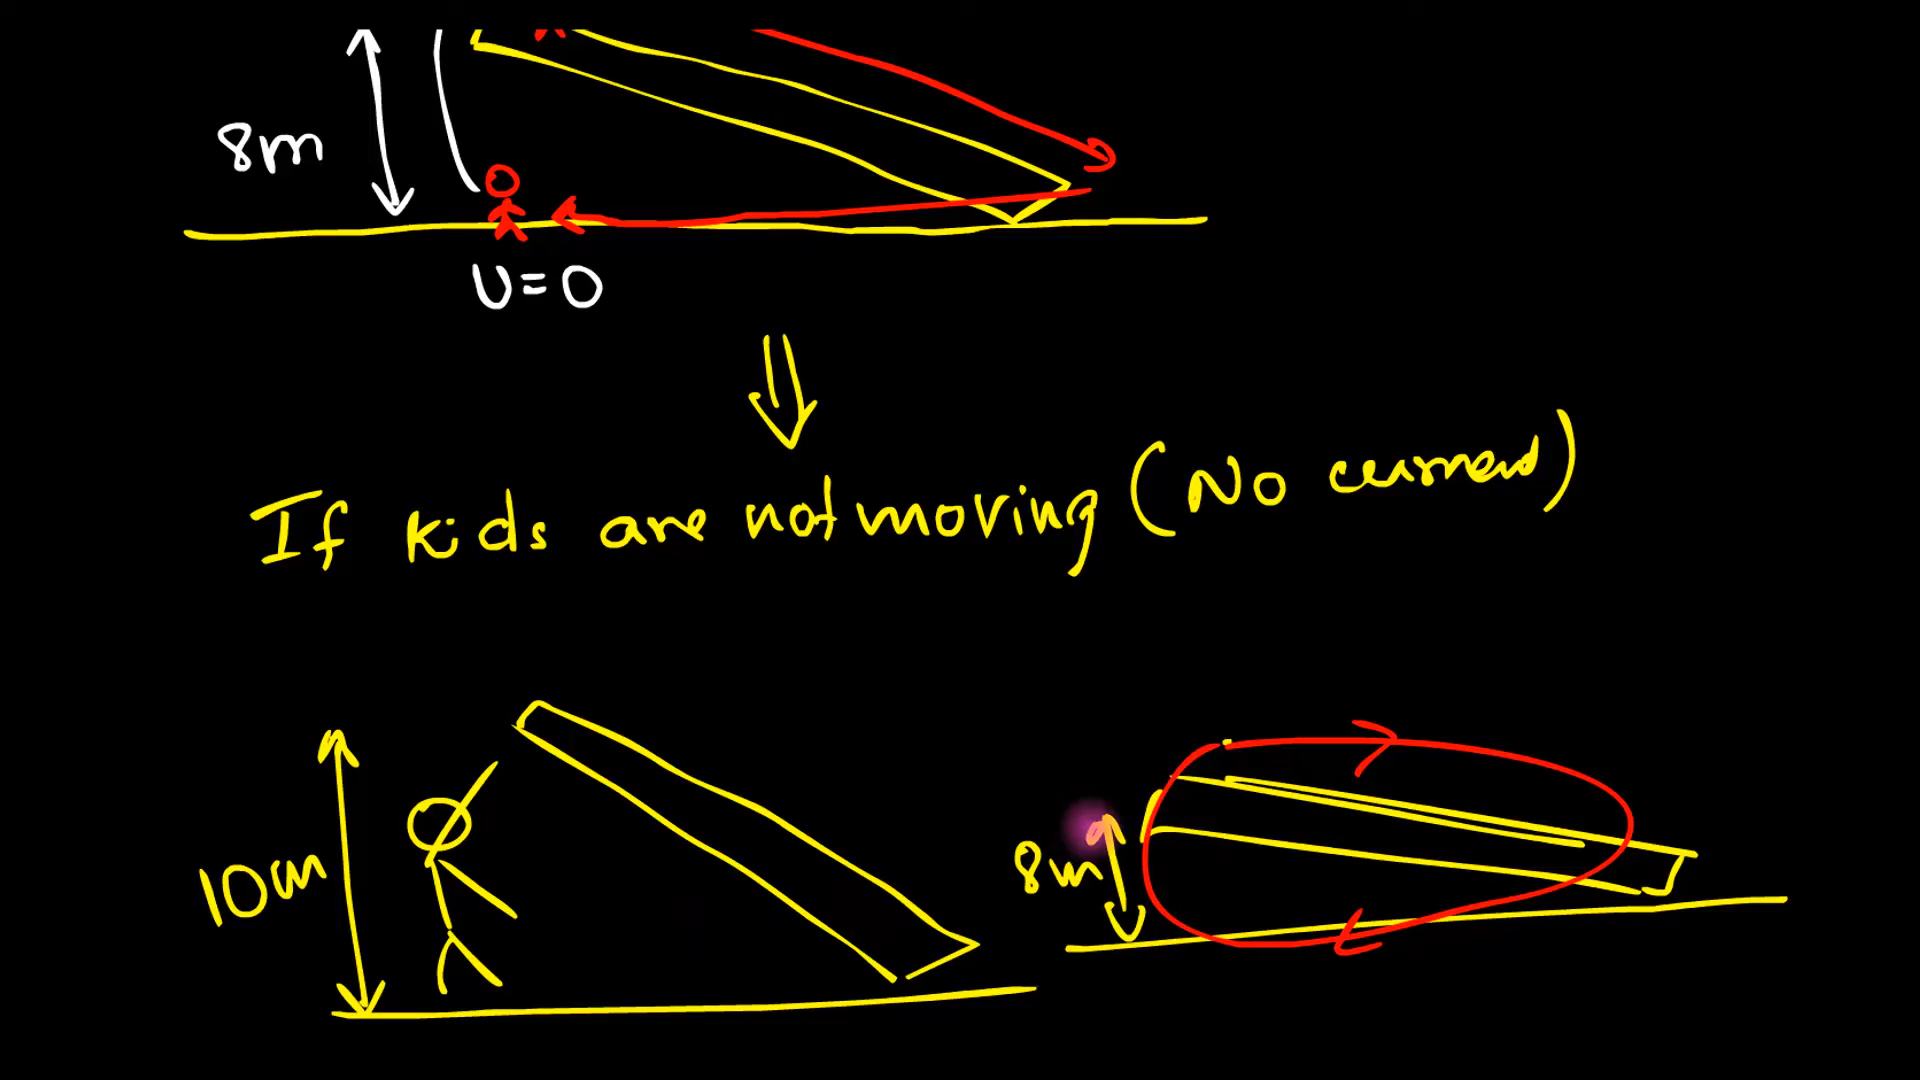 8m
U=0
If kids are not moving (No current)
10m
8m